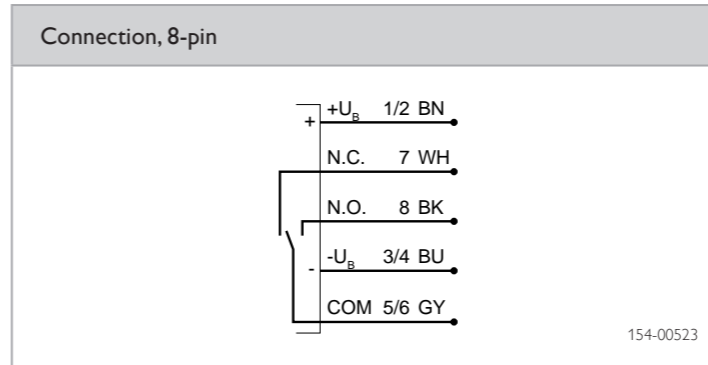 Connection, 8-pin
+ +U_B 1/2 BN
N.C. 7 WH
N.O. 8 BK
- -U_B 3/4 BU
COM 5/6 GY
154-00523